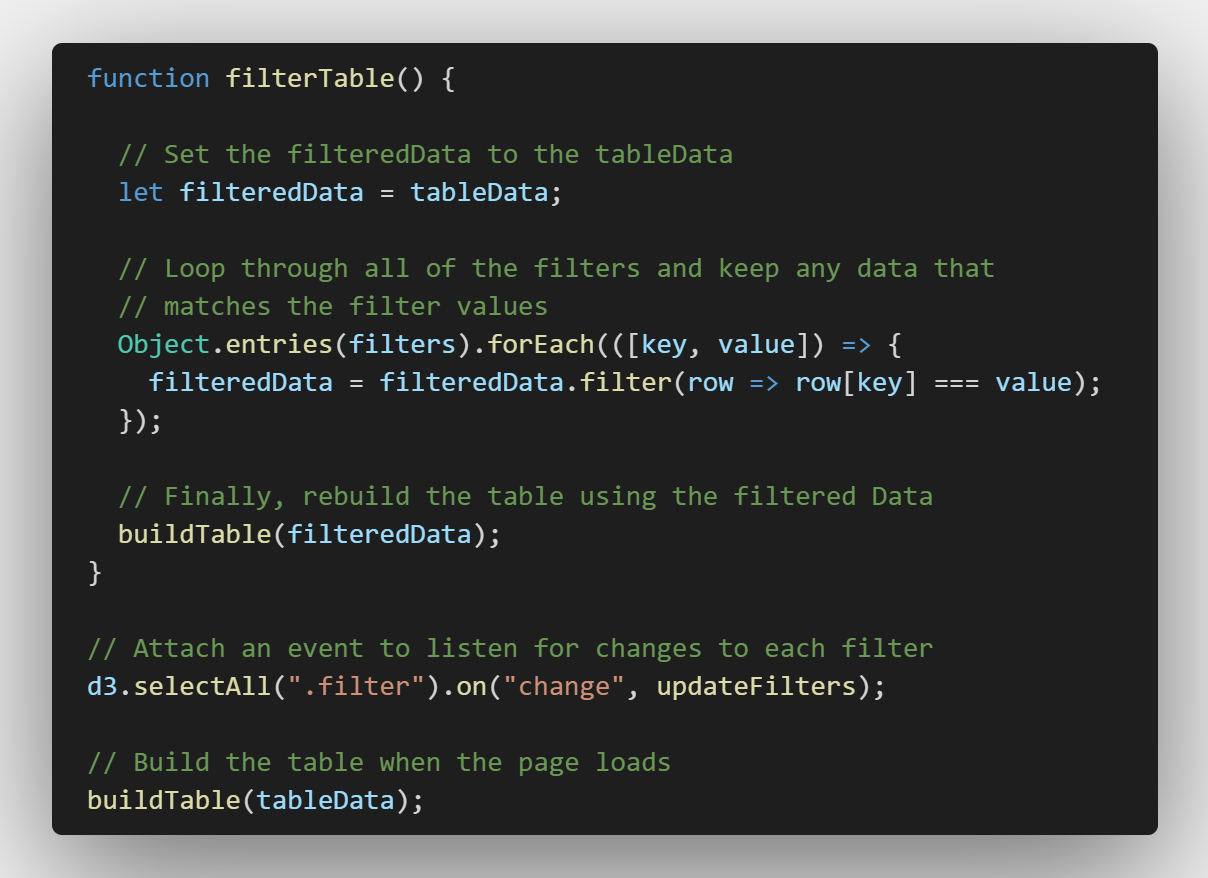 function filterTable() {
  // Set the filteredData to the tableData
  let filteredData = tableData;
  // Loop through all of the filters and keep any data that
  // matches the filter values
  Object.entries(filters).forEach(([key, value]) => {
    filteredData = filteredData.filter(row => row[key] === value);
  });
  // Finally, rebuild the table using the filtered Data
  buildTable(filteredData);
}
// Attach an event to listen for changes to each filter
d3.selectAll(".filter").on("change", updateFilters);
// Build the table when the page loads
buildTable(tableData);